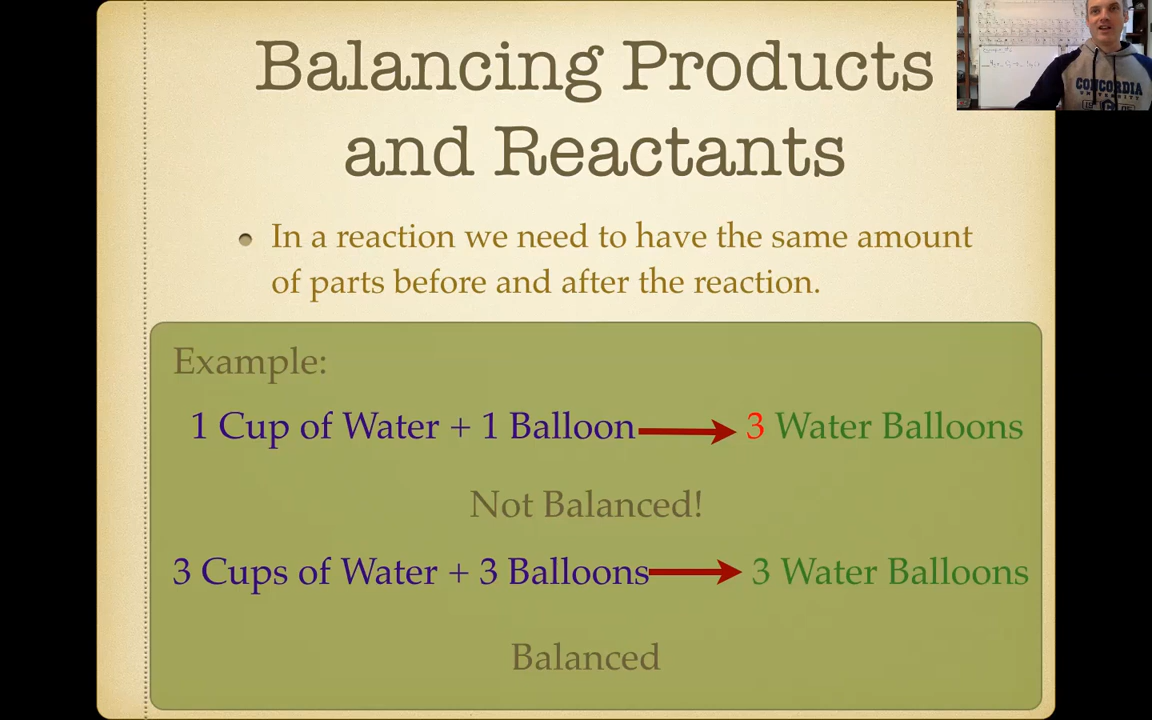 Balancing Products
and Reactants
In a reaction we need to have the same amount
of parts before and after the reaction.
Example:
1 Cup of Water + 1 Balloon 3 Water Balloons
Not Balanced!
3 Cups of Water + 3 Balloons 3 Water Balloons
Balanced
CONCORDIA
UNIVERSITY